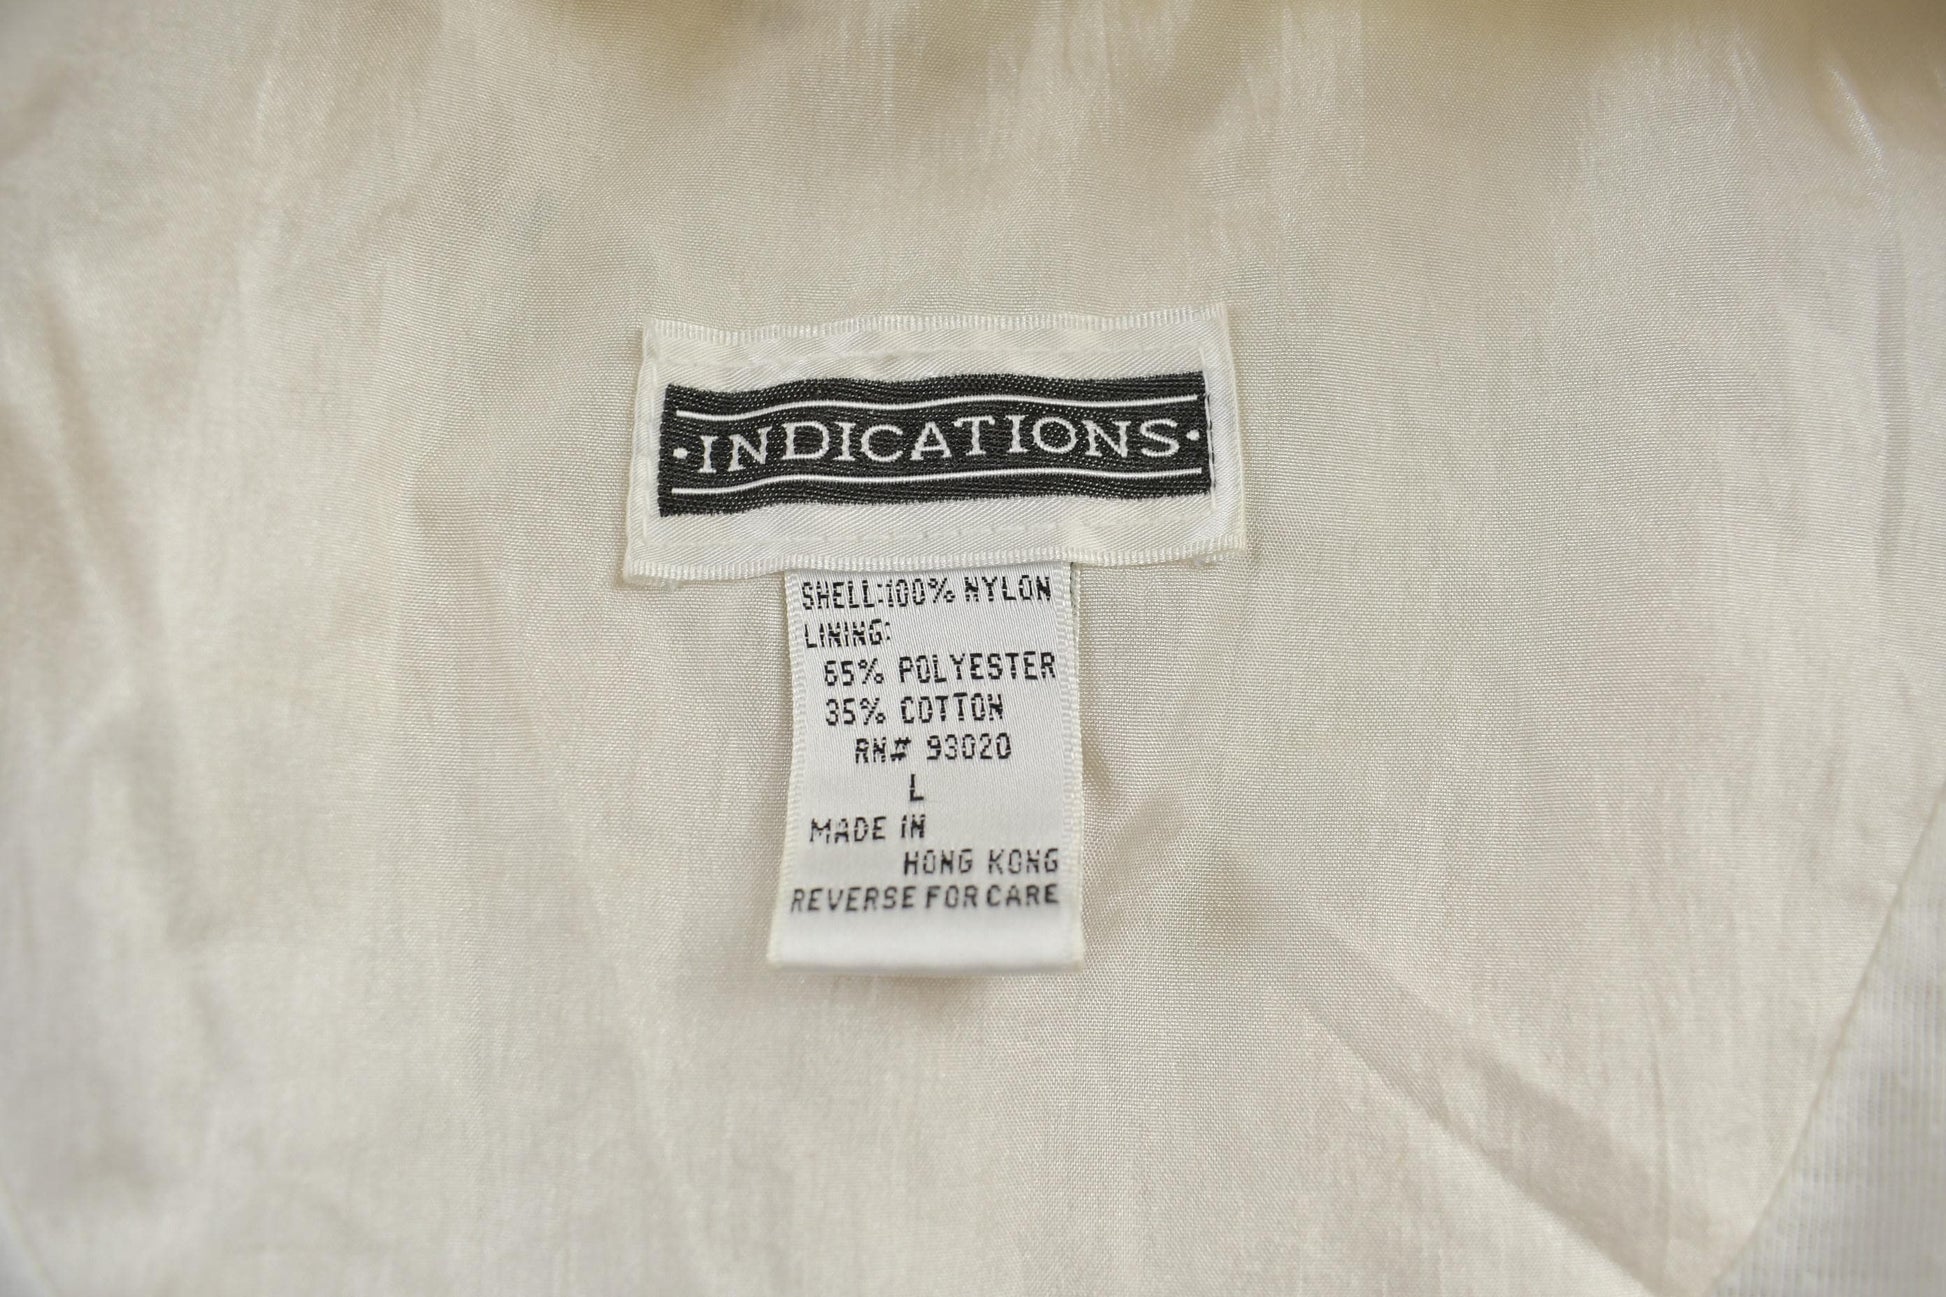 ·INDICATIONS·
SHELL:100% NYLON
LINING:
65% POLYESTER
35% COTTON
RN# 93020
L
MADE IN
HONG KONG
REVERSE FOR CARE